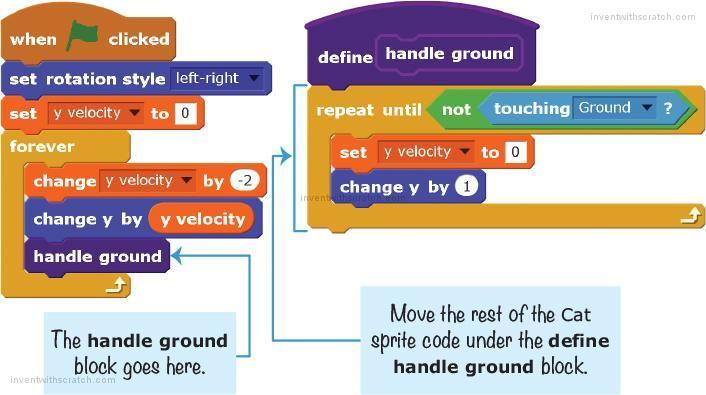 inventwithscratch.com
when clicked
set rotation style left-right
set y velocity to 0
forever
change y velocity by -2
change y by y velocity
handle ground
The handle ground
block goes here.
inventwithscratch.com
define handle ground
repeat until not touching Ground ?
set y velocity to 0
change y by 1
inventwithscratch.com
Move the rest of the Cat
sprite code under the define
handle ground block.